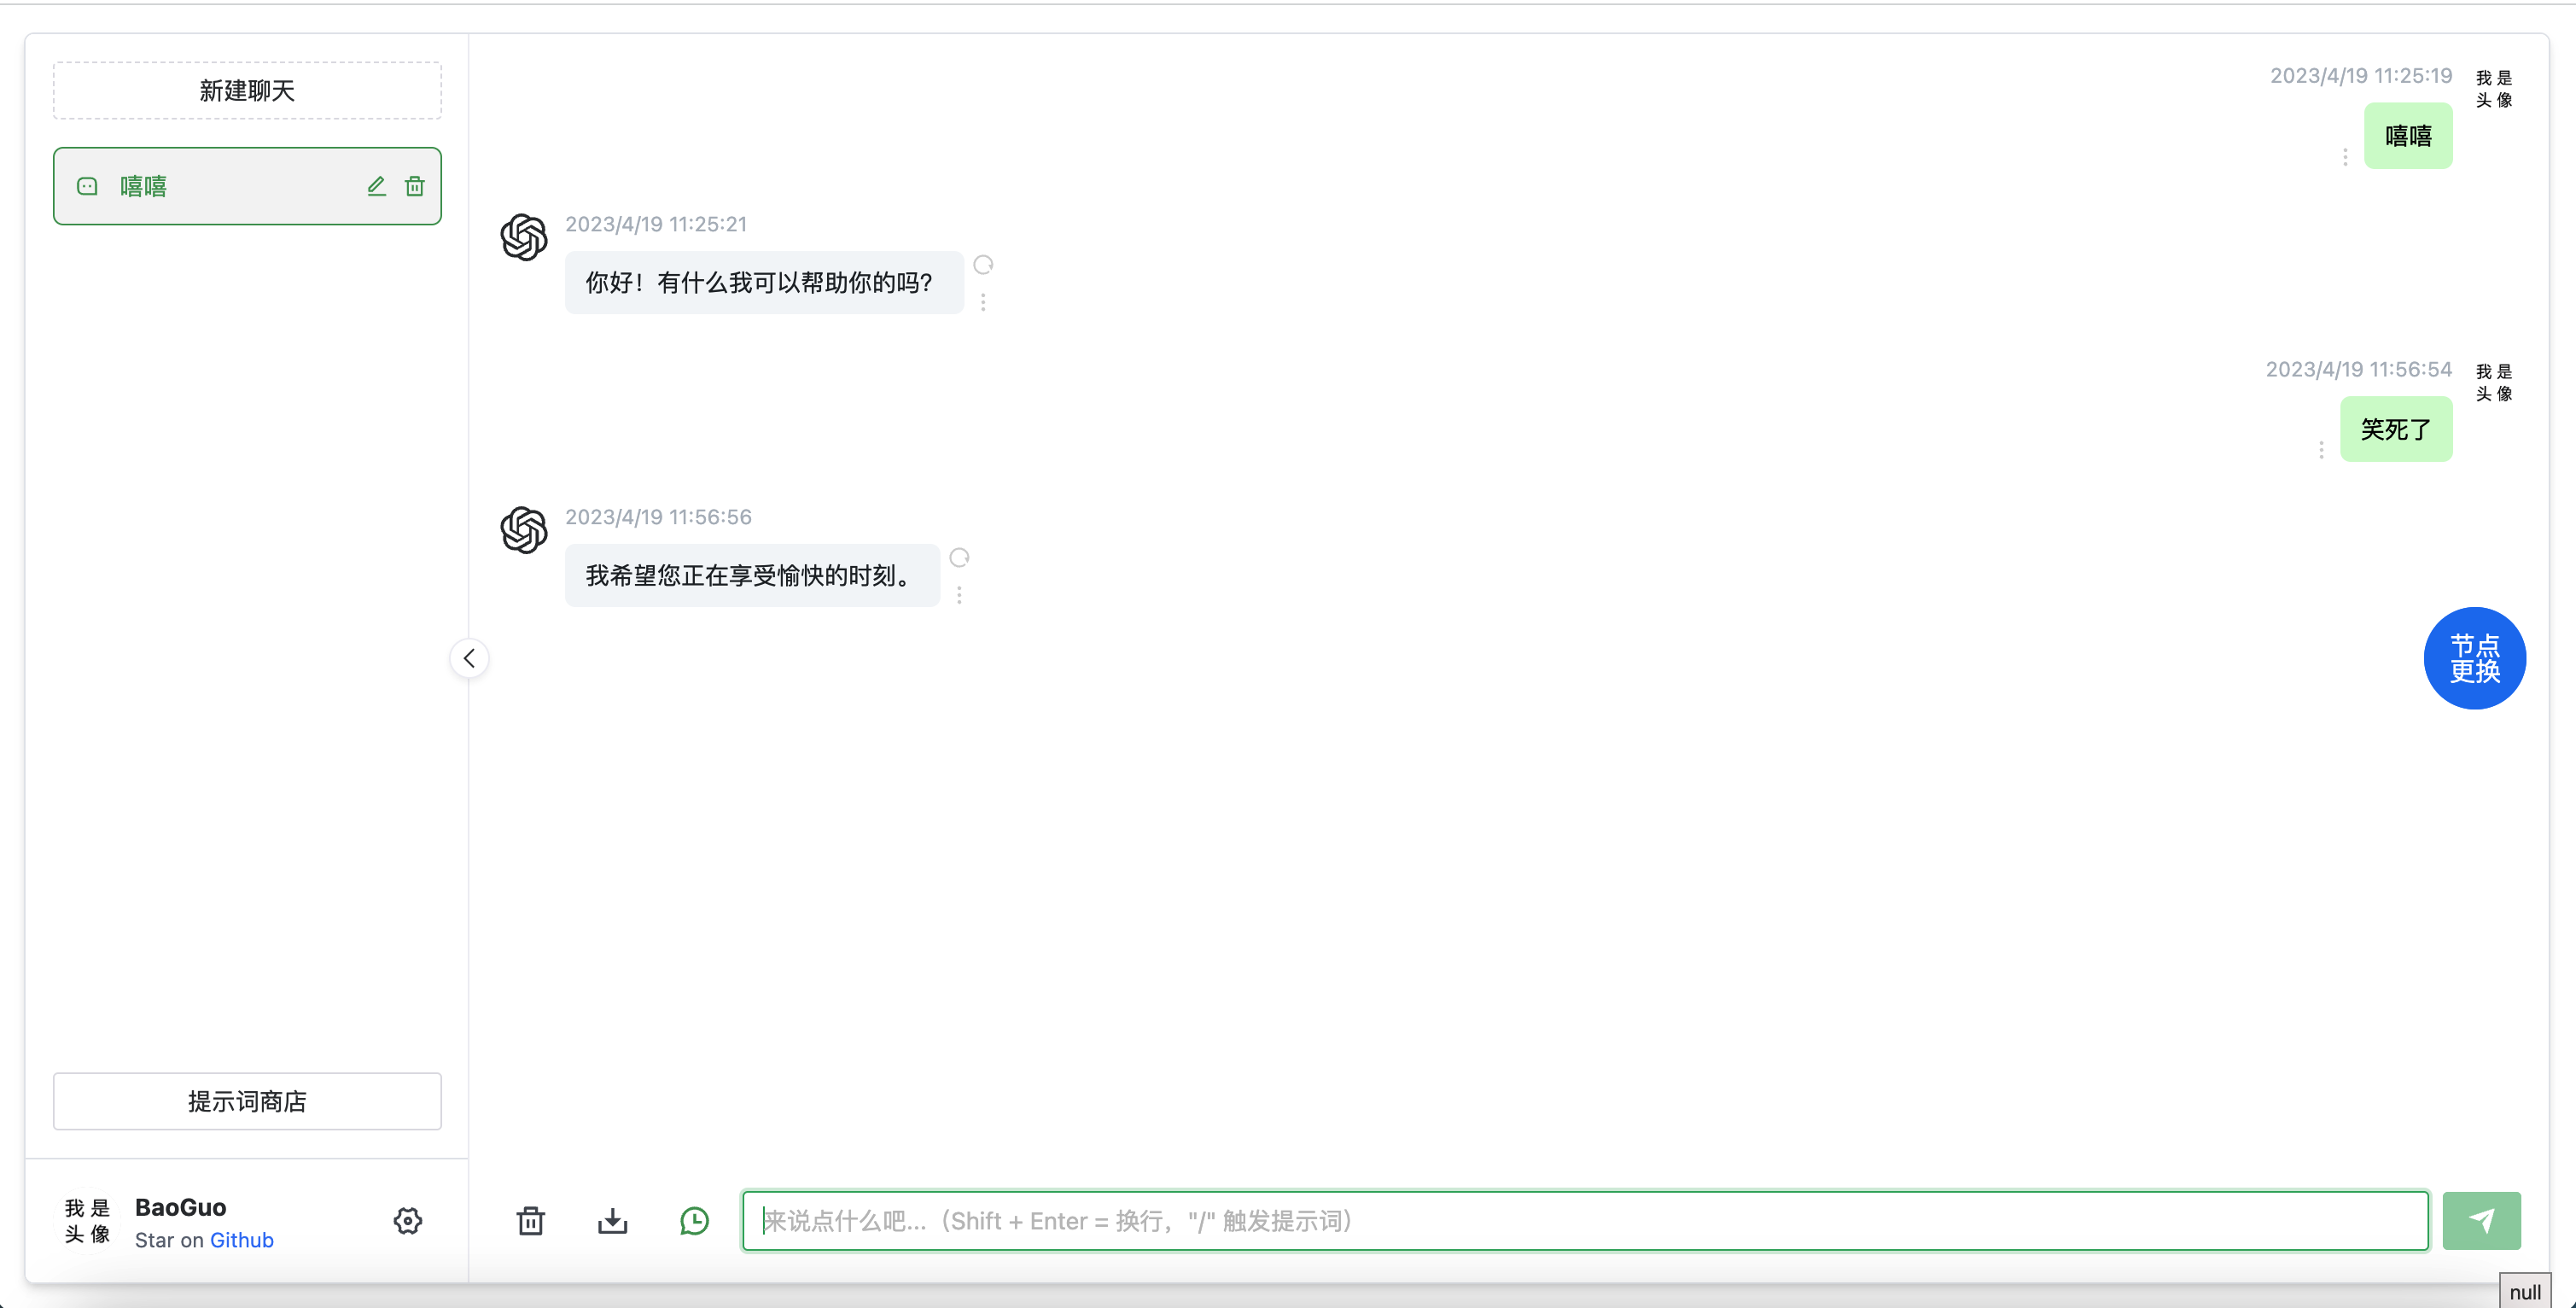 新建聊天
嘻嘻
提示词商店
我是
头像
BaoGuo
Star on Github
2023/4/19 11:25:19
我是
头像
嘻嘻
2023/4/19 11:25:21
你好！有什么我可以帮助你的吗？
2023/4/19 11:56:54
我是
头像
笑死了
2023/4/19 11:56:56
我希望您正在享受愉快的时刻。
节点
更换
来说点什么吧...（Shift + Enter = 换行，"/" 触发提示词）
null